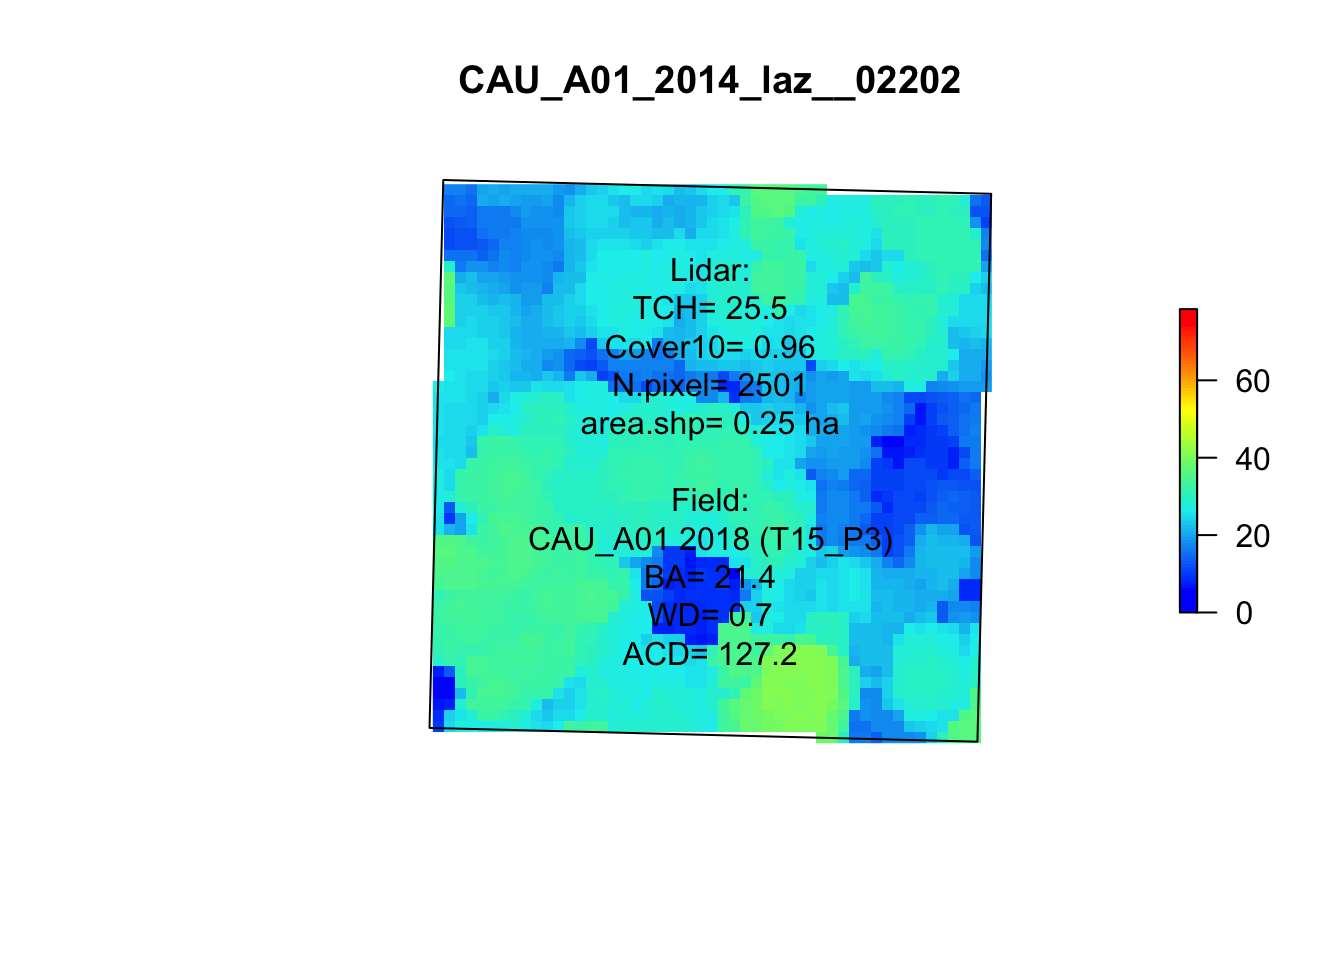 CAU_A01_2014_laz__02202
Lidar:
TCH= 25.5
Cover10= 0.96
N.pixel= 2501
area.shp= 0.25 ha
Field:
CAU_A01 2018 (T15_P3)
BA= 21.4
WD= 0.7
ACD= 127.2
60
40
20
0